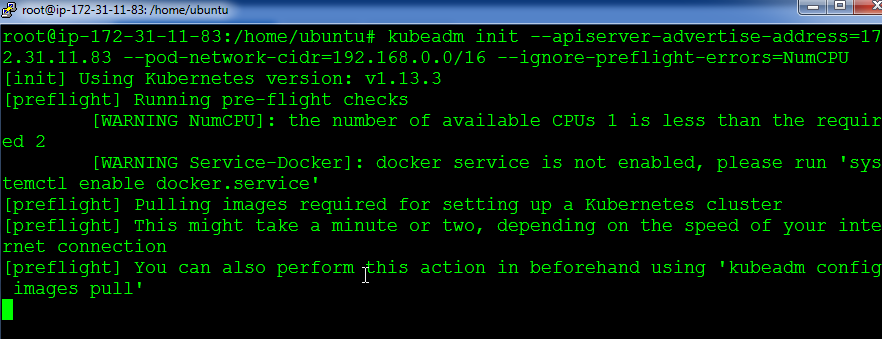 root@ip-172-31-11-83: /home/ubuntu
root@ip-172-31-11-83:/home/ubuntu# kubeadm init --apiserver-advertise-address=17
2.31.11.83 --pod-network-cidr=192.168.0.0/16 --ignore-preflight-errors=NumCPU
[init] Using Kubernetes version: v1.13.3
[preflight] Running pre-flight checks
        [WARNING NumCPU]: the number of available CPUs 1 is less than the requir
ed 2
        [WARNING Service-Docker]: docker service is not enabled, please run 'sys
temctl enable docker.service'
[preflight] Pulling images required for setting up a Kubernetes cluster
[preflight] This might take a minute or two, depending on the speed of your inte
rnet connection
[preflight] You can also perform this action in beforehand using 'kubeadm config
 images pull'